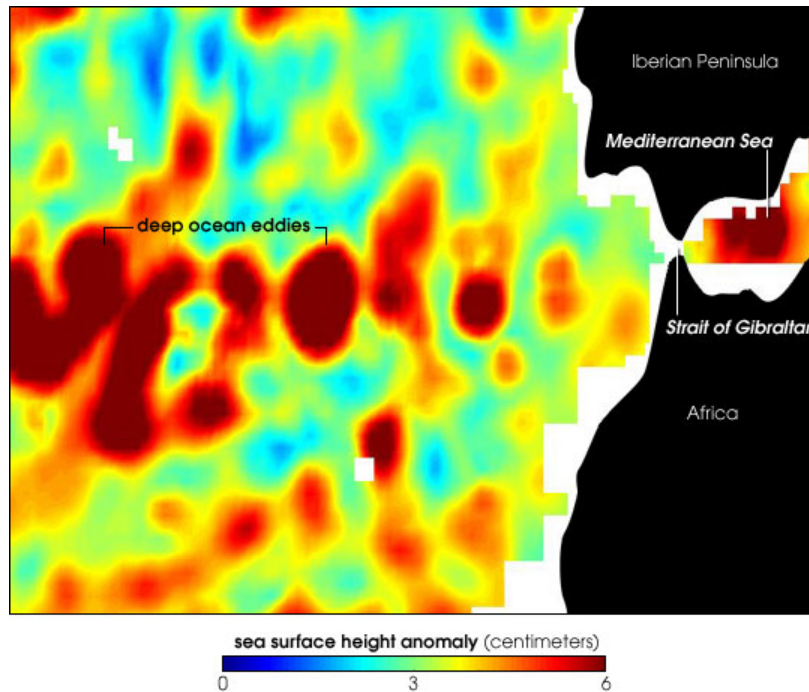 Iberian Peninsula
Mediterranean Sea
deep ocean eddies
Strait of Gibraltar
Africa
sea surface height anomaly (centimeters)
0 3 6